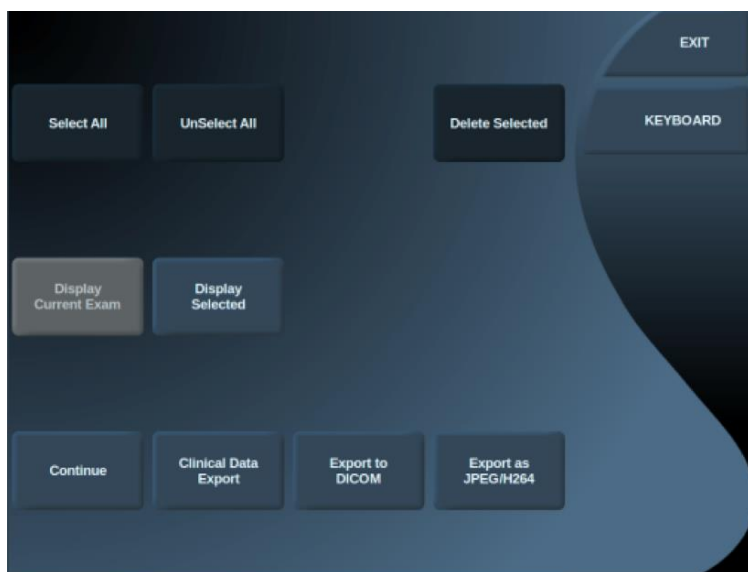 EXIT
Select All
UnSelect All
Delete Selected
KEYBOARD
Display
Current Exam
Display
Selected
Continue
Clinical Data
Export
Export to
DICOM
Export as
JPEG/H264